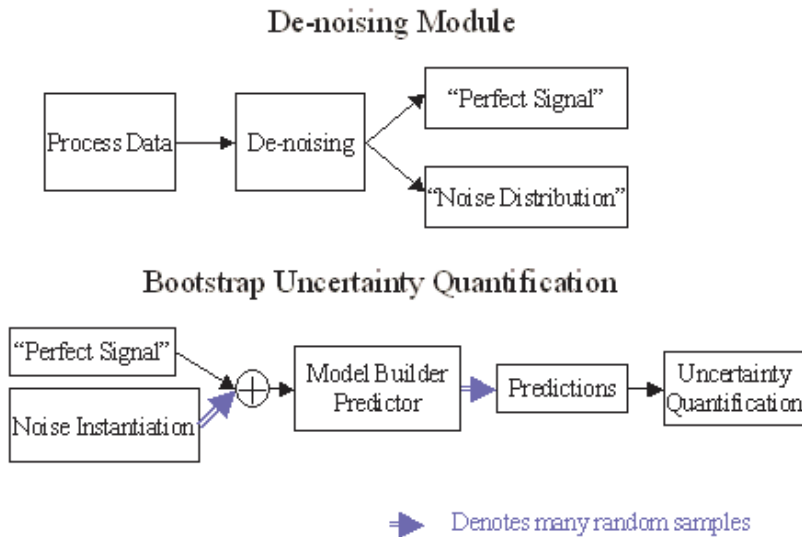 De-noising Module
Process Data
De-noising
“Perfect Signal”
“Noise Distribution”
Bootstrap Uncertainty Quantification
“Perfect Signal”
Noise Instantiation
Model Builder
Predictor
Predictions
Uncertainty
Quantification
Denotes many random samples